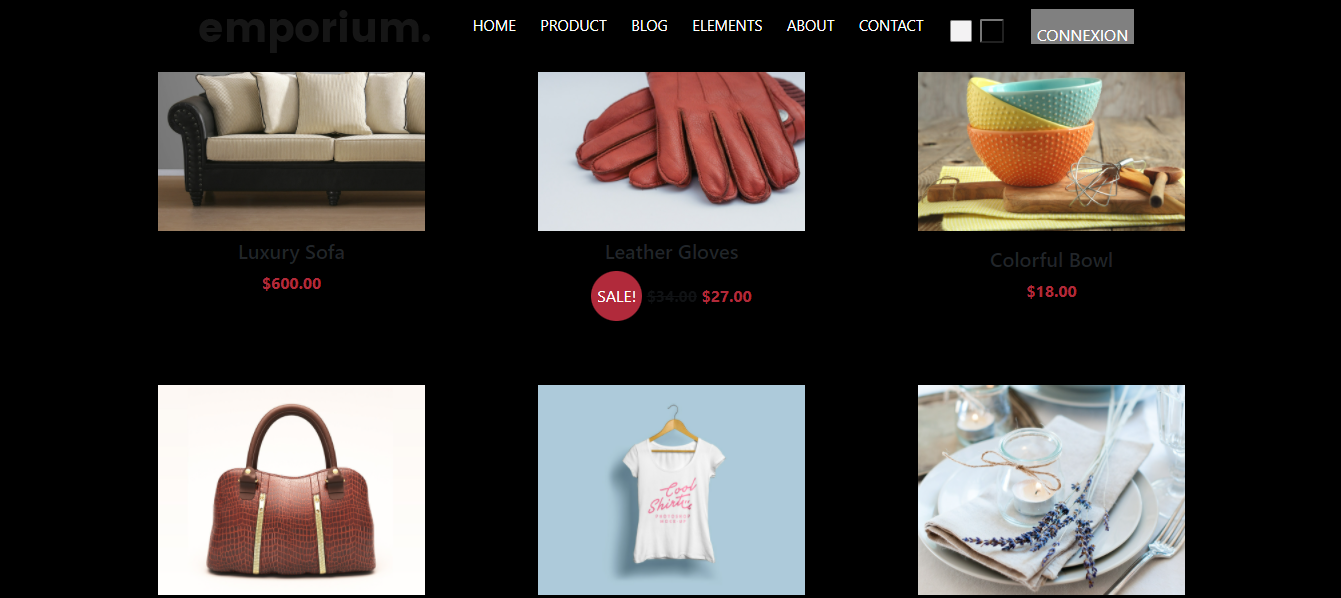 emporium.
HOME PRODUCT BLOG ELEMENTS ABOUT CONTACT CONNEXION
Luxury Sofa
$600.00
Leather Gloves
SALE! $34.00 $27.00
Colorful Bowl
$18.00
Cool
Shirts